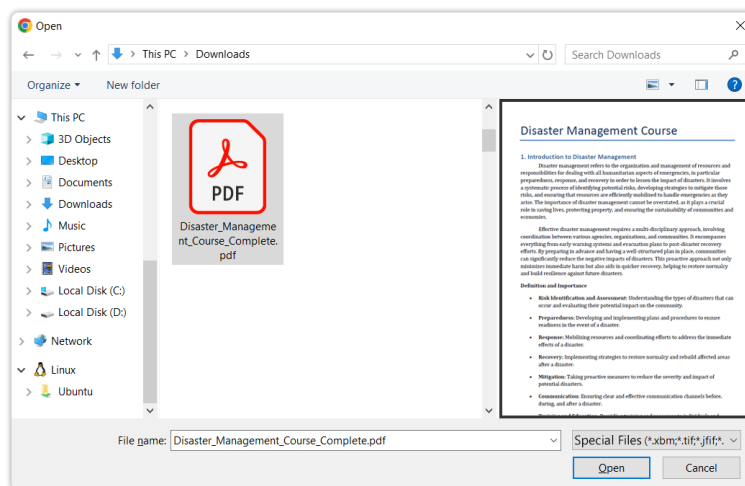 Open
This PC > Downloads
Search Downloads
Organize
New folder
?
This PC
3D Objects
Desktop
Documents
Downloads
Music
Pictures
Videos
Local Disk (C:)
Local Disk (D:)
Network
Linux
Ubuntu
PDF
Disaster_Manageme
nt_Course_Complete.
pdf
Disaster Management Course
1. Introduction to Disaster Management
Disaster management refers to the organization and management of resources and
responsibilities for dealing with all humanitarian aspects of emergencies, in particular
preparedness, response, and recovery in order to lessen the impact of disasters. It involves
a systematic process of identifying potential risks, developing strategies to mitigate those
risks, and ensuring that resources are efficiently mobilized to handle emergencies as they
arise. The importance of disaster management cannot be overstated, as it plays a crucial
role in saving lives, protecting property, and ensuring the sustainability of communities and
economies.
Effective disaster management requires a multi-disciplinary approach, involving
coordination between various agencies, organizations, and communities. It encompasses
everything from early warning systems and evacuation plans to post-disaster recovery
efforts. By preparing in advance and having a well-structured plan in place, communities
can significantly reduce the negative impacts of disasters. This proactive approach not only
minimizes immediate harm but also aids in quicker recovery, helping to restore normalcy
and build resilience against future disasters.
Definition and Importance
• Risk Identification and Assessment: Understanding the types of disasters that can
occur and evaluating their potential impact on the community.
• Preparedness: Developing and implementing plans and procedures to ensure
readiness in the event of a disaster.
• Response: Mobilizing resources and coordinating efforts to address the immediate
effects of a disaster.
• Recovery: Implementing strategies to restore normalcy and rebuild affected areas
after a disaster.
• Mitigation: Taking proactive measures to reduce the severity and impact of
potential disasters.
• Communication: Ensuring clear and effective communication channels before,
during, and after a disaster.
File name:
Disaster_Management_Course_Complete.pdf
Special Files (*.xbm;*.tif;*.jfif;*.
Open
Cancel